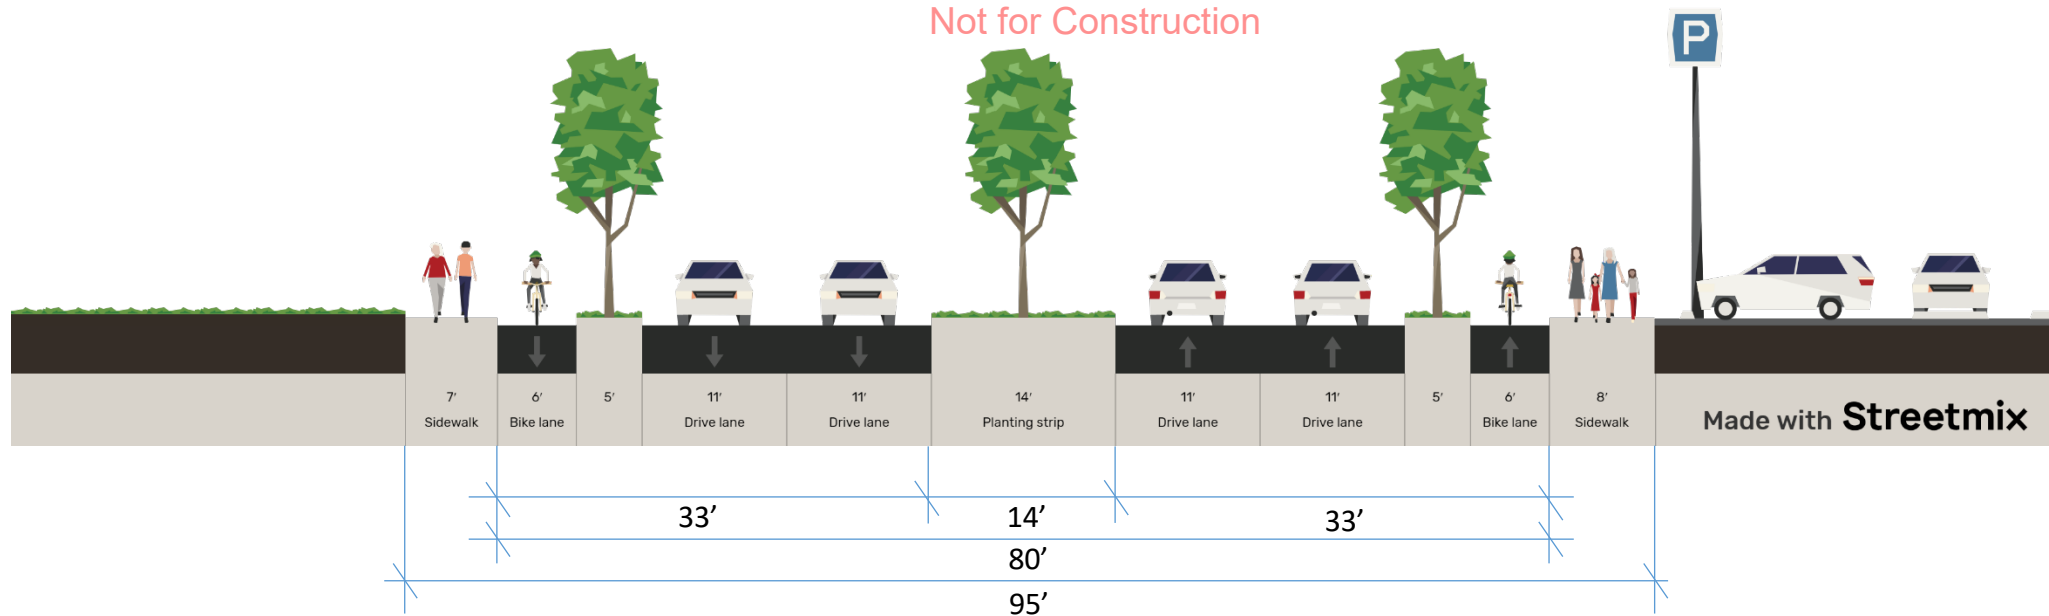 Not for Construction
P
7' 6' 5' 11' 11' 14' 11' 11' 5' 6' 8'
Sidewalk Bike lane Drive lane Drive lane Planting strip Drive lane Drive lane Bike lane Sidewalk
Made with Streetmix
33’ 14’ 33’
80’
95’